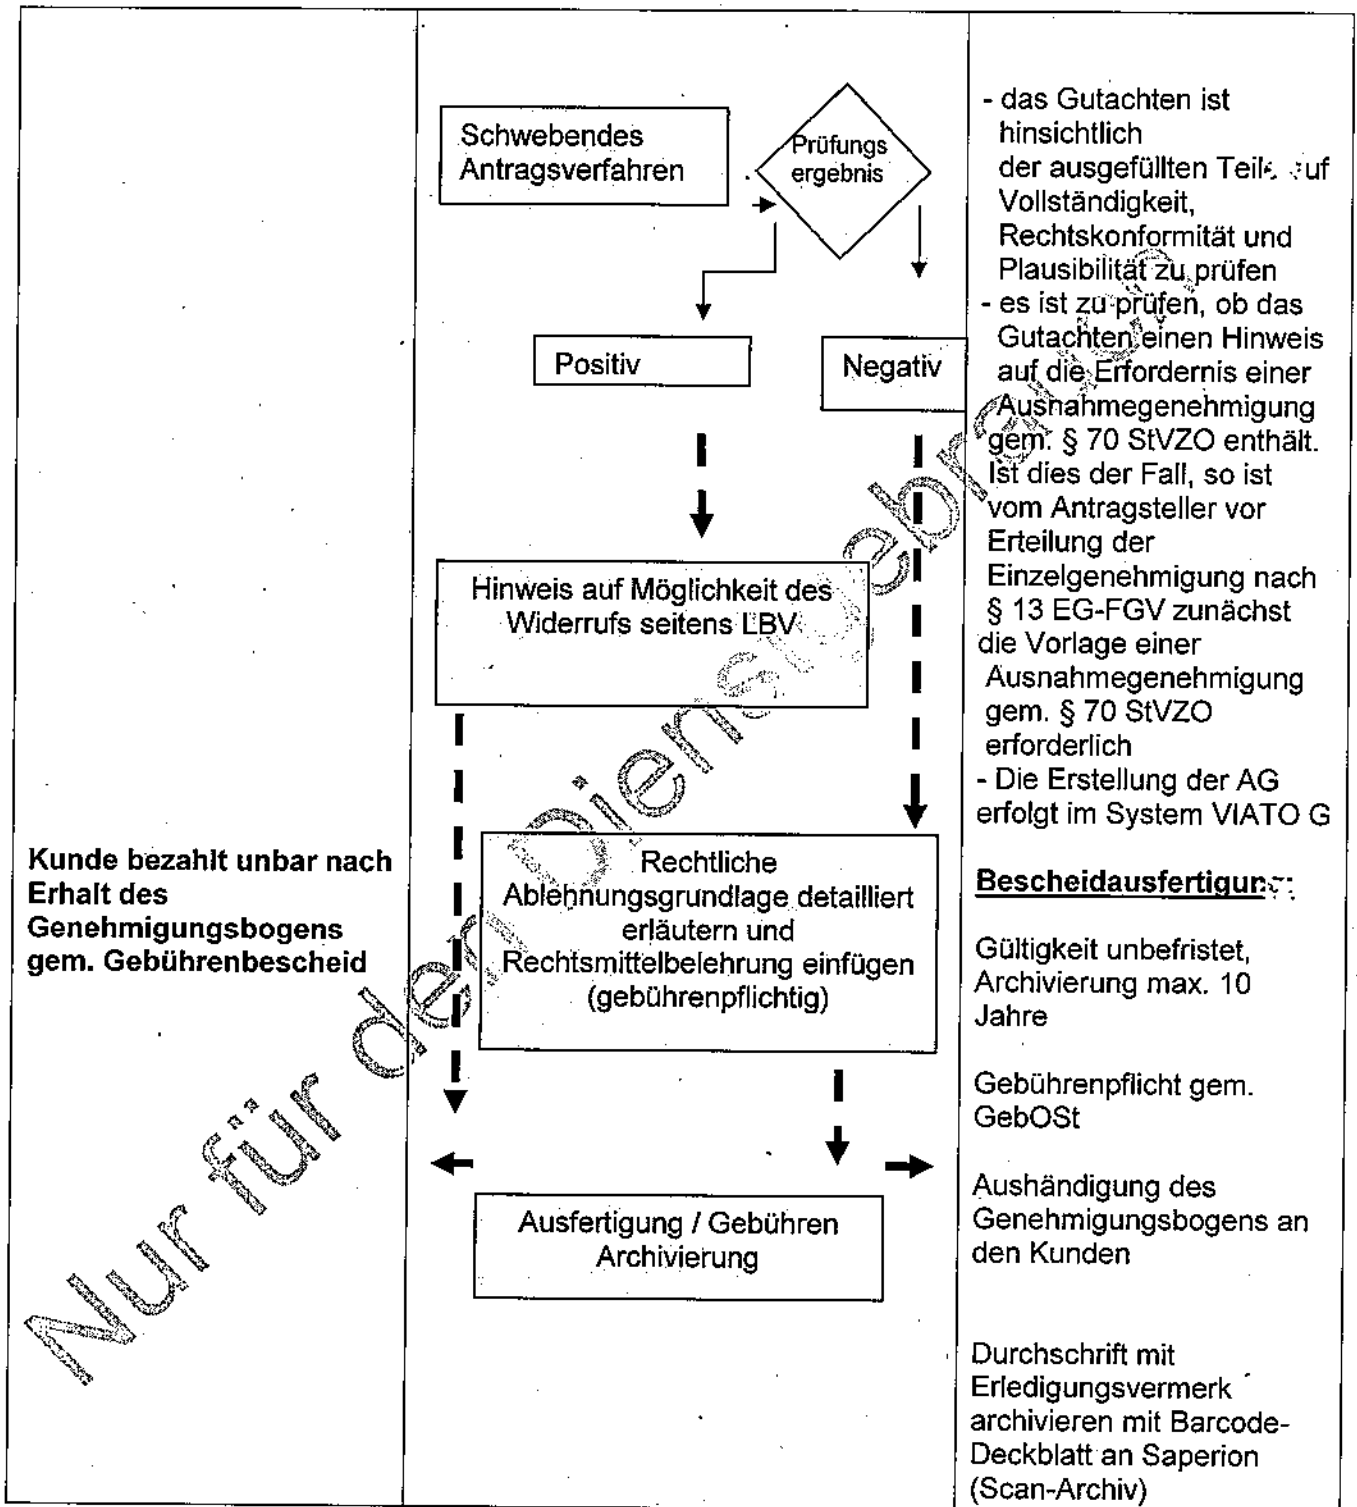 Schwebendes
Antragsverfahren
Prüfungs
ergebnis
Positiv
Negativ
Hinweis auf Möglichkeit des
Widerrufs seitens LBV
Rechtliche
Ablehnungsgrundlage detailliert
erläutern und
Rechtsmittelbelehrung einfügen
(gebührenpflichtig)
Ausfertigung / Gebühren
Archivierung
Kunde bezahlt unbar nach
Erhalt des
Genehmigungsbogens
gem. Gebührenbescheid
- das Gutachten ist
hinsichtlich
der ausgefüllten Teile auf
Vollständigkeit,
Rechtskonformität und
Plausibilität zu prüfen
- es ist zu prüfen, ob das
Gutachten einen Hinweis
auf die Erfordernis einer
Ausnahmegenehmigung
gem. § 70 StVZO enthält.
Ist dies der Fall, so ist
vom Antragsteller vor
Erteilung der
Einzelgenehmigung nach
§ 13 EG-FGV zunächst
die Vorlage einer
Ausnahmegenehmigung
gem. § 70 StVZO
erforderlich
- Die Erstellung der AG
erfolgt im System VIATO G
Bescheidausfertigung:
Gültigkeit unbefristet,
Archivierung max. 10
Jahre
Gebührenpflicht gem.
GebOSt
Aushändigung des
Genehmigungsbogens an
den Kunden
Durchschrift mit
Erledigungsvermerk
archivieren mit Barcode-
Deckblatt an Saperion
(Scan-Archiv)
Nur für den Dienstgebrauch